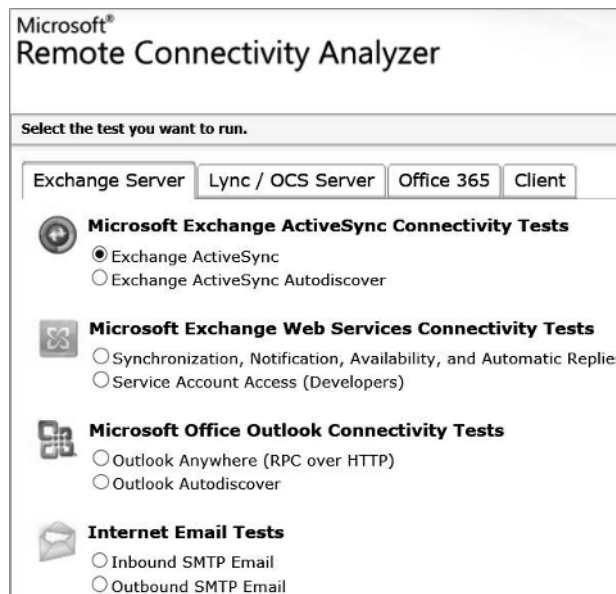 Microsoft®
Remote Connectivity Analyzer
Select the test you want to run.
Exchange Server Lync / OCS Server Office 365 Client
Microsoft Exchange ActiveSync Connectivity Tests
Exchange ActiveSync
Exchange ActiveSync Autodiscover
Microsoft Exchange Web Services Connectivity Tests
Synchronization, Notification, Availability, and Automatic Replies
Service Account Access (Developers)
Microsoft Office Outlook Connectivity Tests
Outlook Anywhere (RPC over HTTP)
Outlook Autodiscover
Internet Email Tests
Inbound SMTP Email
Outbound SMTP Email